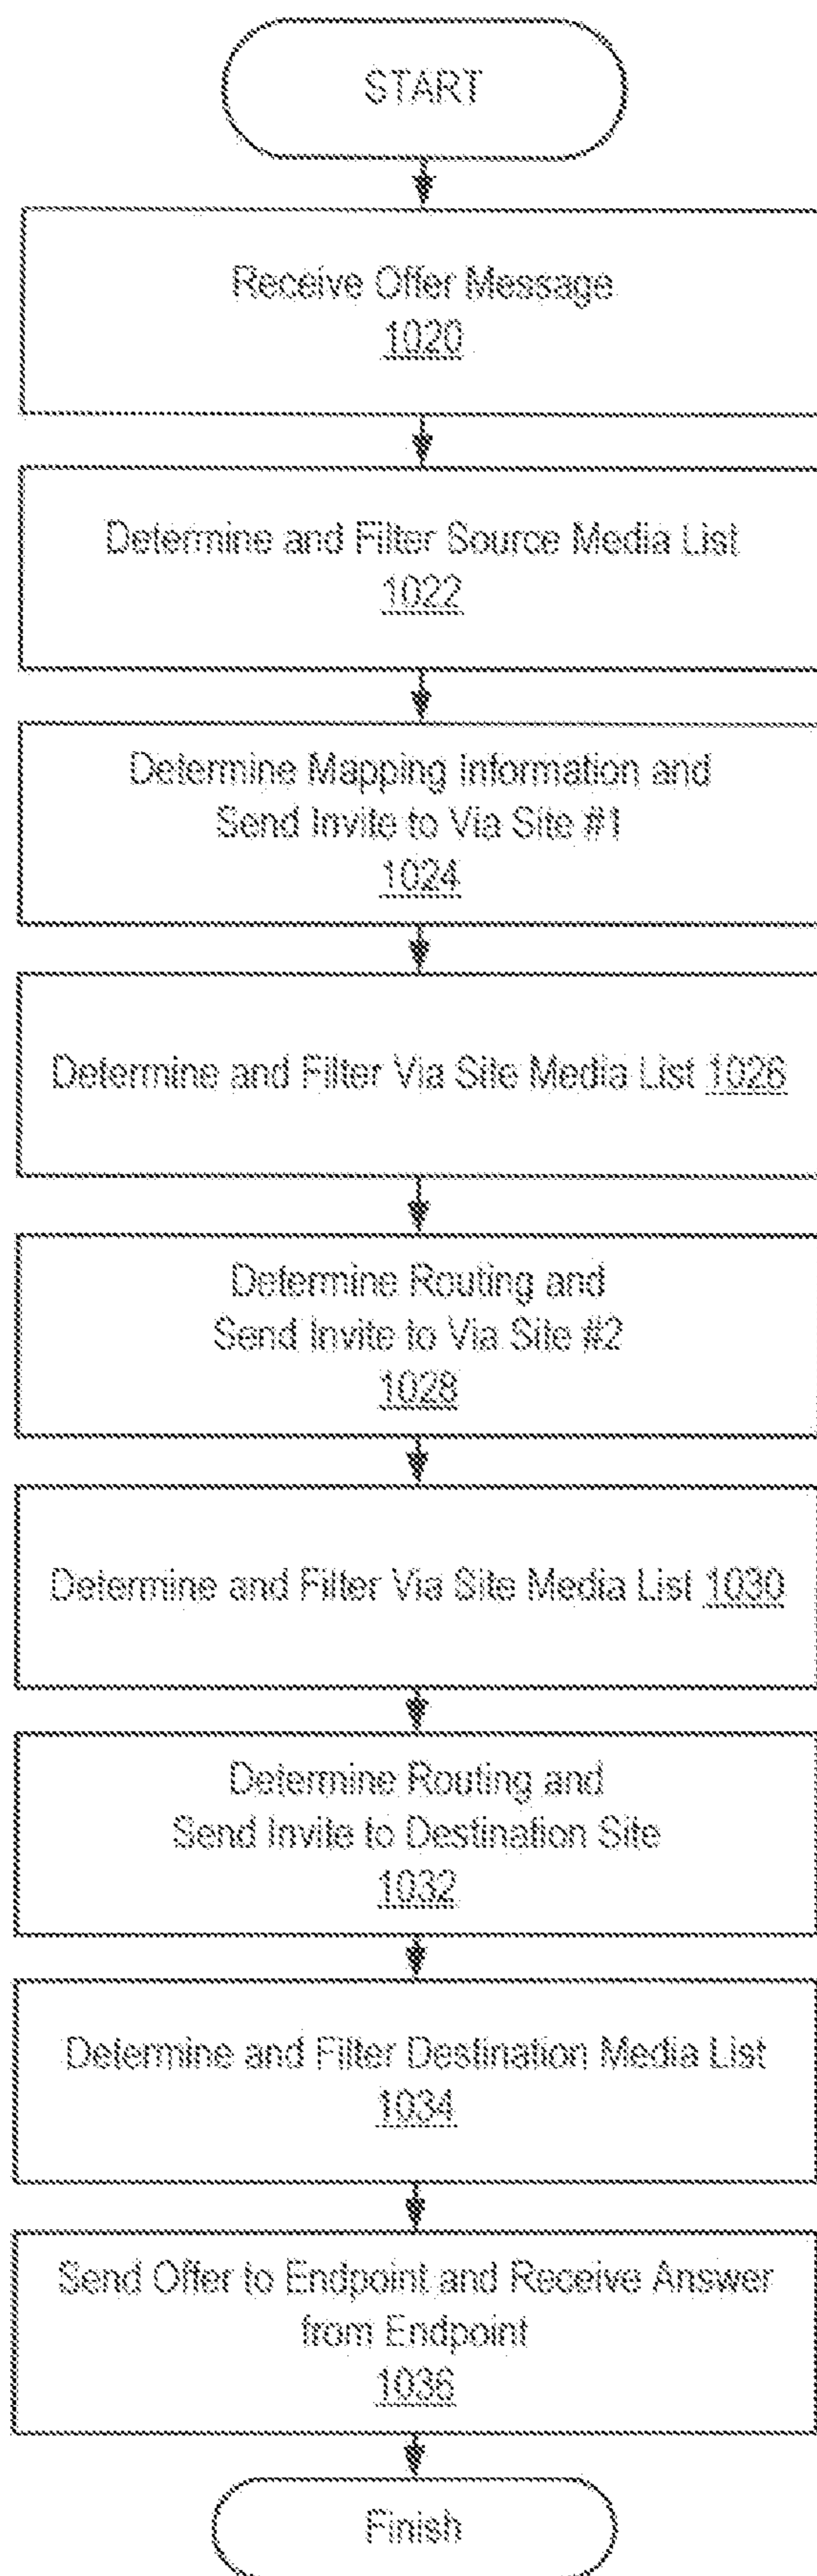 START
Receive Offer Message
1020
Determine and Filter Source Media List
1022
Determine Mapping Information and
Send Invite to Via Site #1
1024
Determine and Filter Via Site Media List 1026
Determine Routing and
Send Invite to Via Site #2
1028
Determine and Filter Via Site Media List 1030
Determine Routing and
Send Invite to Destination Site
1032
Determine and Filter Destination Media List
1034
Send Offer to Endpoint and Receive Answer
from Endpoint
1036
Finish